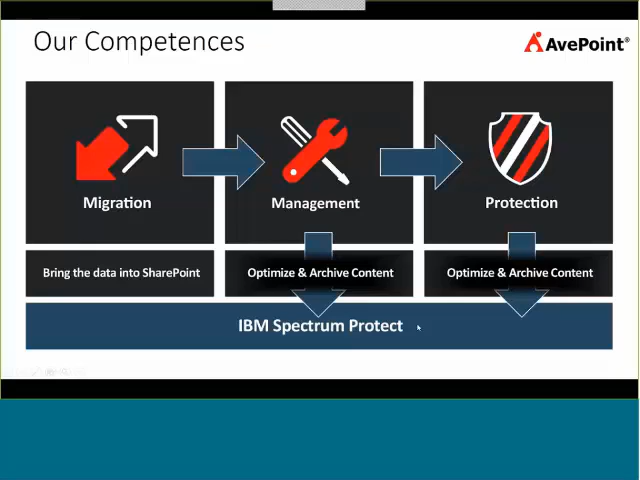 Our Competences
AvePoint®
Migration
Management
Protection
Bring the data into SharePoint
Optimize & Archive Content
Optimize & Archive Content
IBM Spectrum Protect